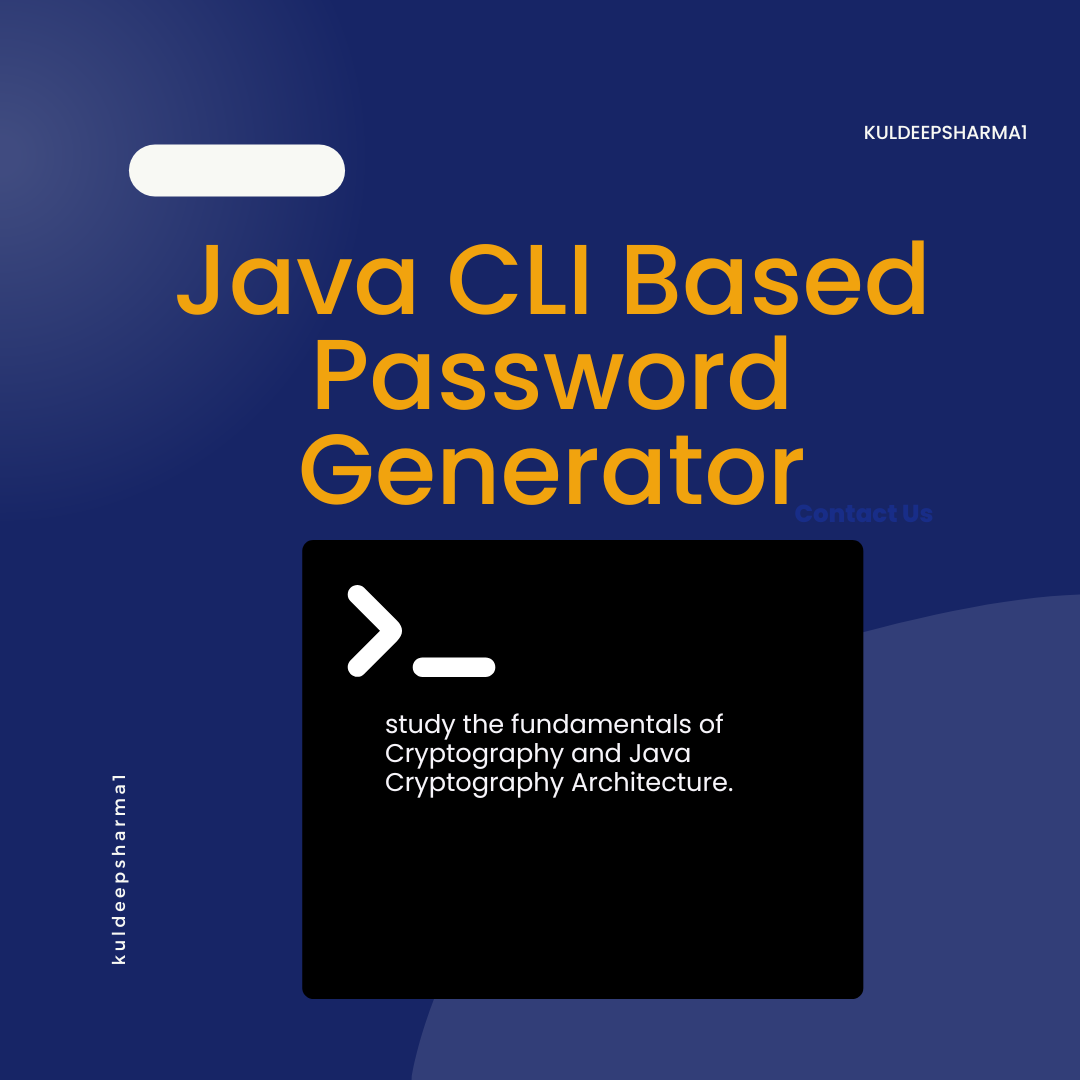 KULDEEPSHARMA1
Java CLI Based
Password
Generator
Contact Us
study the fundamentals of
Cryptography and Java
Cryptography Architecture.
kuldeepsharma1